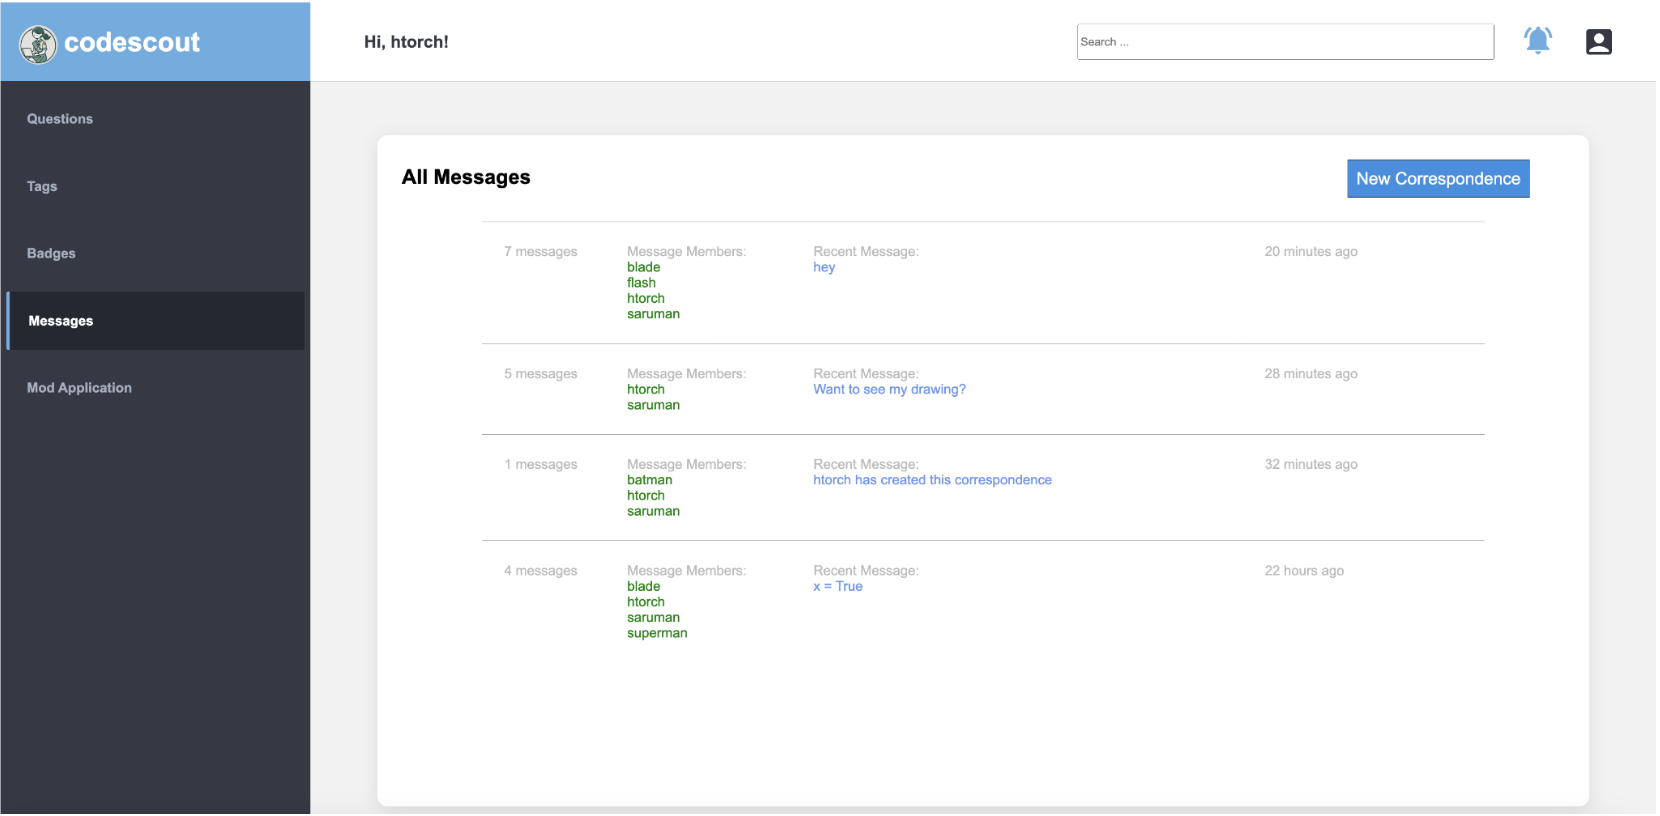 codescout
Hi, htorch!
Search ...
Questions
Tags
Badges
Messages
Mod Application
All Messages
New Correspondence
7 messages
Message Members:
blade
flash
htorch
saruman
Recent Message:
hey
20 minutes ago
5 messages
Message Members:
htorch
saruman
Recent Message:
Want to see my drawing?
28 minutes ago
1 messages
Message Members:
batman
htorch
saruman
Recent Message:
htorch has created this correspondence
32 minutes ago
4 messages
Message Members:
blade
htorch
saruman
superman
Recent Message:
x = True
22 hours ago